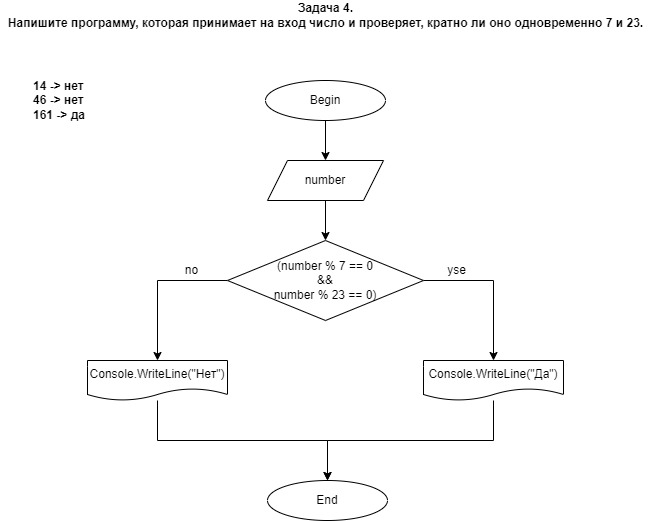 Задача 4.
Напишите программу, которая принимает на вход число и проверяет, кратно ли оно одновременно 7 и 23.
14 -> нет
46 -> нет
161 -> да
Begin
number
(number % 7 == 0
&&
number % 23 == 0)
no
yse
Console.WriteLine("Нет")
Console.WriteLine("Да")
End